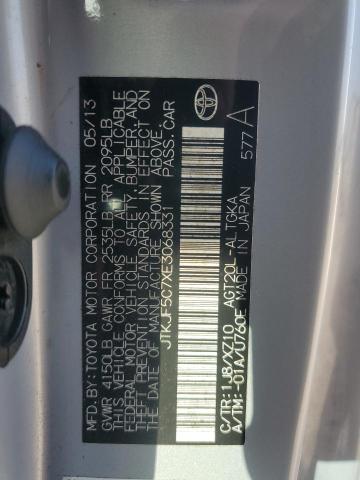 MFD.BY:TOYOTA MOTOR CORPORATION 05/13
GVWR 4150LB GAWR FR 2535LB RR 2095LB
THIS VEHICLE CONFORMS TO ALL APPLICABLE
FEDERAL MOTOR VEHICLE SAFETY, BUMPER, AND
THEFT PREVENTION STANDARDS IN EFFECT ON
THE DATE OF MANUFACTURE SHOWN ABOVE.
JTKJF5C7XE3068331 PASS.CAR
C/TR:1J8/XZ10 AGT20L-ALTGKA
A/TM:-01A/U760E MADE IN JAPAN 577 A
TOYOTA